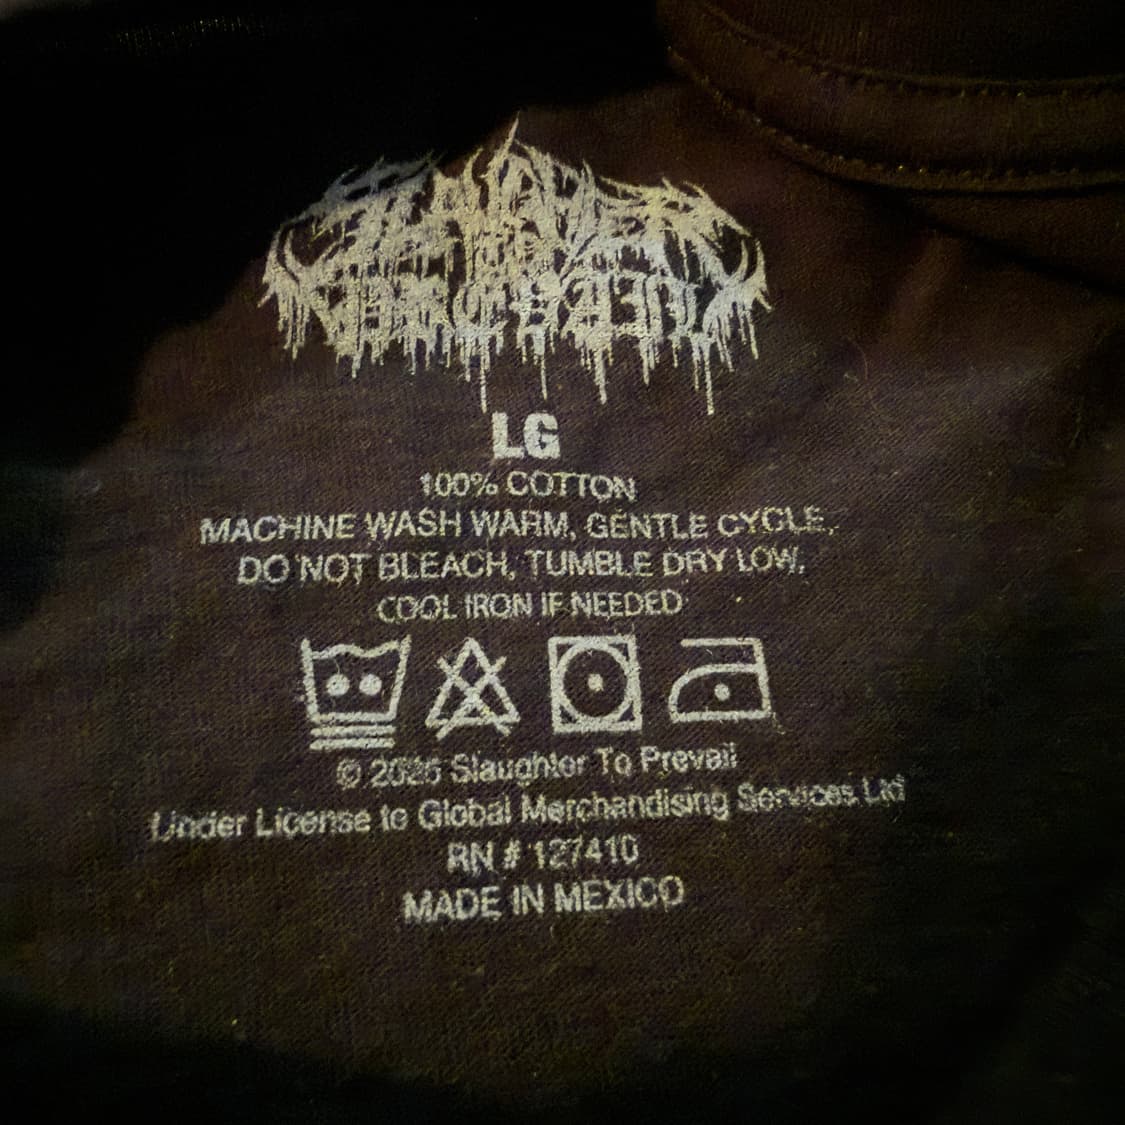 LG
100% COTTON
MACHINE WASH WARM, GENTLE CYCLE,
DO NOT BLEACH, TUMBLE DRY LOW,
COOL IRON IF NEEDED
© Slaughter To Prevail
Under License to Global Merchandising Services Ltd
RN # 127410
MADE IN MEXICO